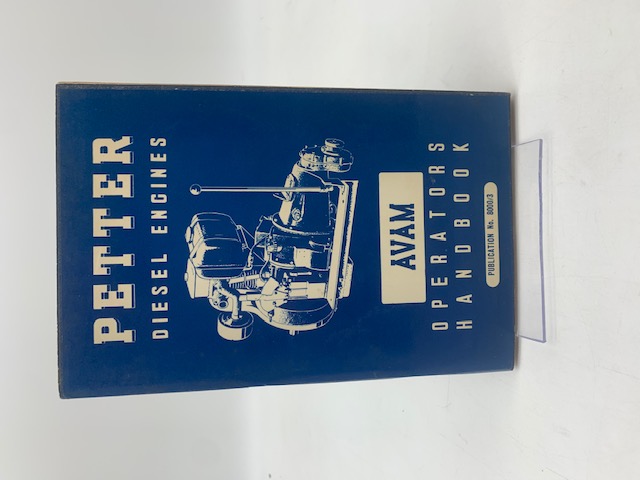 PETTER
DIESEL ENGINES
AVAM
OPERATORS
HANDBOOK
PUBLICATION No. 8000/3